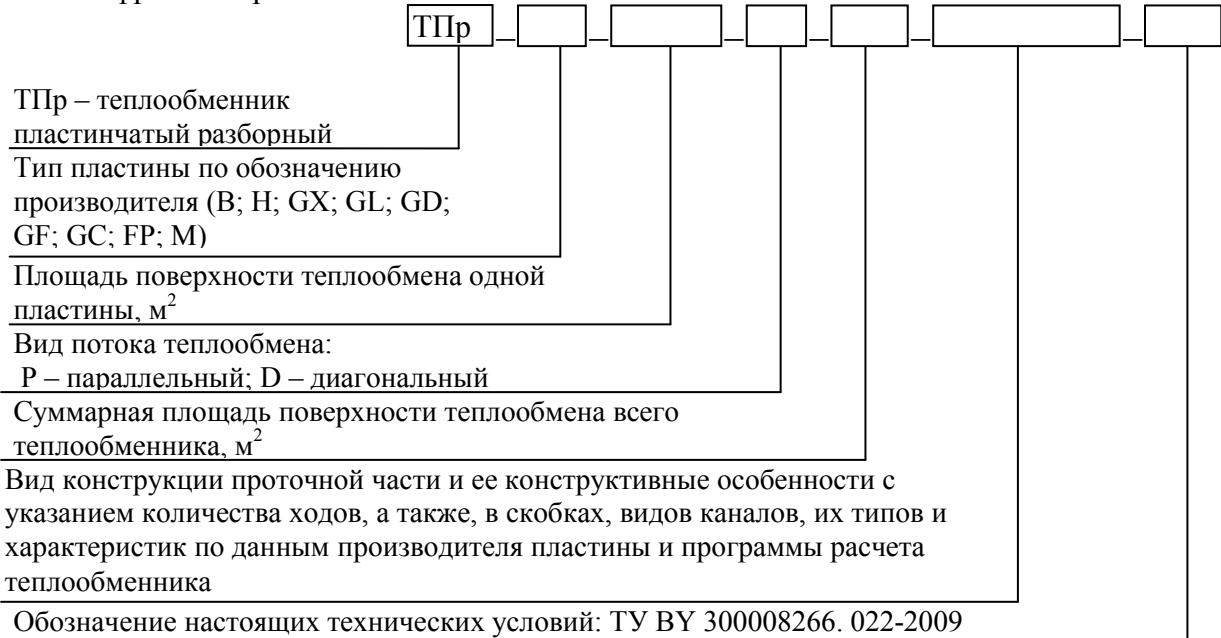 ТПр _ _ _ _ _ _
ТПр – теплообменник
пластинчатый разборный
Тип пластины по обозначению
производителя (B; H; GX; GL; GD;
GF; GC; FP; M)
Площадь поверхности теплообмена одной
пластины, м²
Вид потока теплообмена:
P – параллельный; D – диагональный
Суммарная площадь поверхности теплообмена всего
теплообменника, м²
Вид конструкции проточной части и ее конструктивные особенности с
указанием количества ходов, а также, в скобках, видов каналов, их типов и
характеристик по данным производителя пластины и программы расчета
теплообменника
Обозначение настоящих технических условий: ТУ BY 300008266. 022-2009